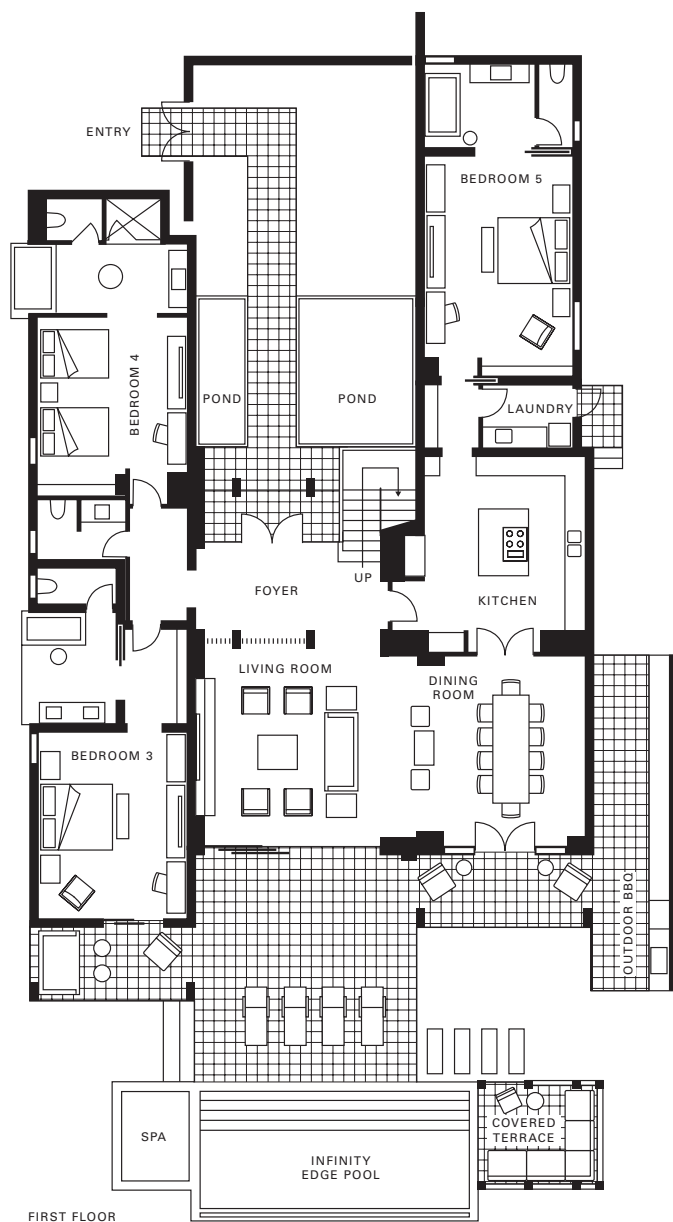 ENTRY
BEDROOM 5
BEDROOM 4
POND
POND
LAUNDRY
UP
FOYER
KITCHEN
LIVING ROOM
DINING
ROOM
BEDROOM 3
OUTDOOR BBQ
COVERED
TERRACE
SPA
INFINITY
EDGE POOL
FIRST FLOOR